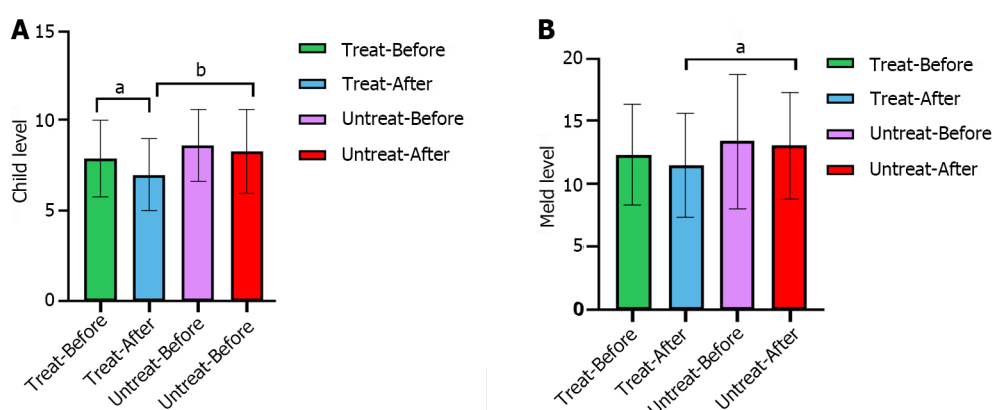 A
15
10
5
0
Child level
a
b
Treat-Before
Treat-After
Untreat-Before
Untreat-After
Treat-Before
Treat-After
Untreat-Before
Untreat-Before
B
20
15
10
5
0
Meld level
a
Treat-Before
Treat-After
Untreat-Before
Untreat-After
Treat-Before
Treat-After
Untreat-Before
Untreat-After